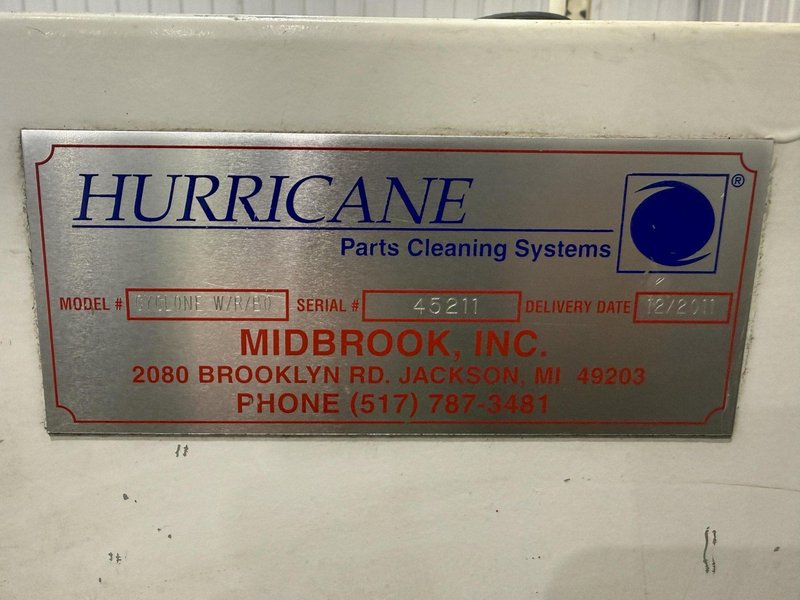 HURRICANE
®
Parts Cleaning Systems
MODEL # CYCLONE W/R/BO SERIAL # 45211 DELIVERY DATE 12/2011
MIDBROOK, INC.
2080 BROOKLYN RD. JACKSON, MI 49203
PHONE (517) 787-3481